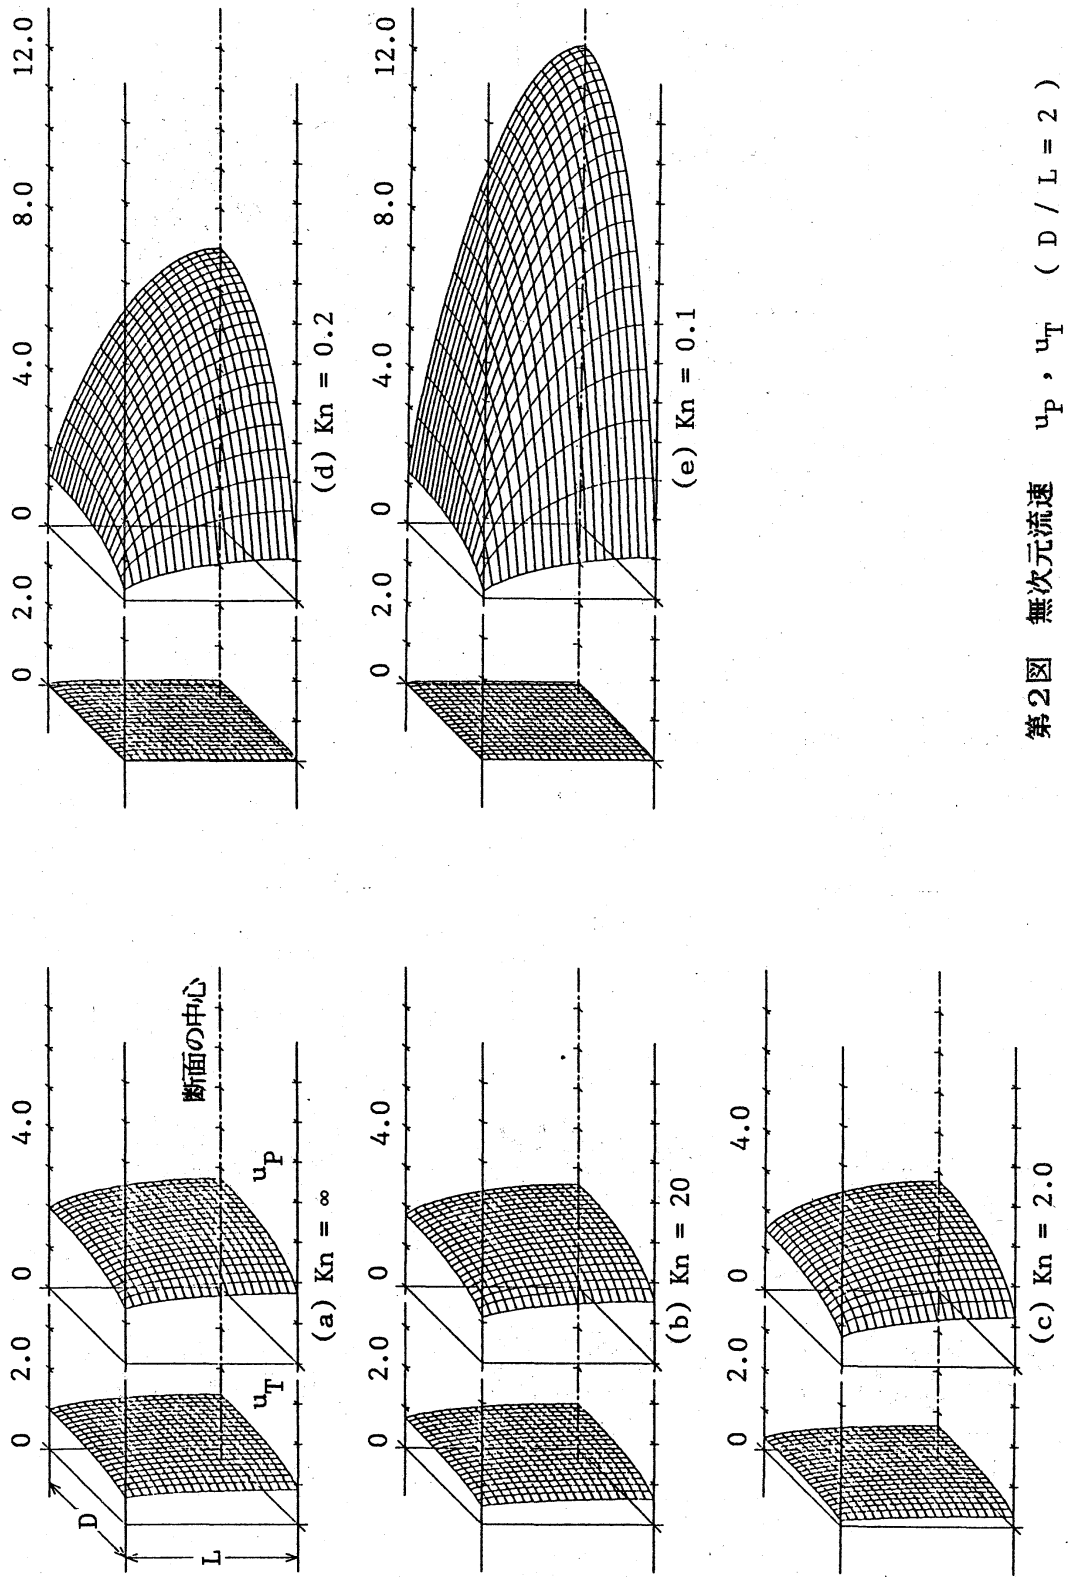 0 2.0 0 4.0
D
L
u_T
u_P
断面の中心
(a) Kn = ∞
0 2.0 0 4.0
(b) Kn = 20
0 2.0 0 4.0
(c) Kn = 2.0
0 2.0 0 4.0 8.0 12.0
(d) Kn = 0.2
0 2.0 0 4.0 8.0 12.0
(e) Kn = 0.1
第2図 無次元流速 u_P , u_T ( D / L = 2 )